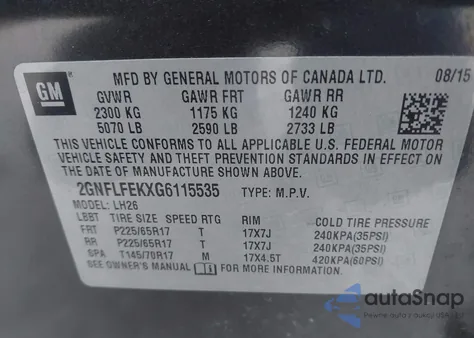 GM
MFD BY GENERAL MOTORS OF CANADA LTD. 08/15
GVWR GAWR FRT GAWR RR
2300 KG 1175 KG 1240 KG
5070 LB 2590 LB 2733 LB
THIS VEHICLE CONFORMS TO ALL APPLICABLE U.S. FEDERAL MOTOR
VEHICLE SAFETY AND THEFT PREVENTION STANDARDS IN EFFECT ON
THE DATE OF MANUFACTURE SHOWN ABOVE.
2GNFLFEKXG6115535 TYPE: M.P.V.
MODEL: LH26
LBBT TIRE SIZE SPEED RTG RIM COLD TIRE PRESSURE
FRT P225/65R17 T 17X7J 240KPA(35PSI)
RR P225/65R17 T 17X7J 240KPA(35PSI)
SPA T145/70R17 M 17X4.5T 420KPA(60PSI)
SEE OWNER'S MANUAL FOR MORE INFORMATION
autoSnap